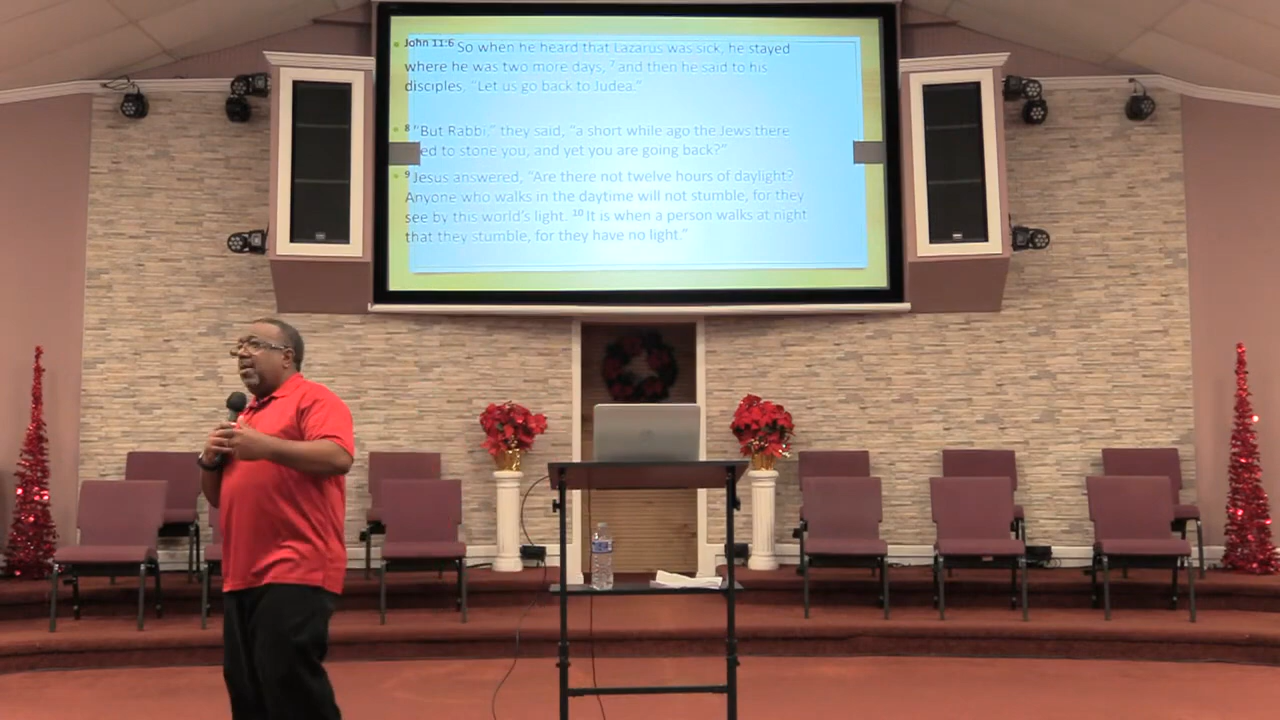 John 11:6 So when he heard that Lazarus was sick, he stayed
where he was two more days, 7 and then he said to his
disciples, "Let us go back to Judea."
8 "But Rabbi," they said, "a short while ago the Jews there
ed to stone you, and yet you are going back?"
9 Jesus answered, "Are there not twelve hours of daylight?
Anyone who walks in the daytime will not stumble, for they
see by this world's light. 10 It is when a person walks at night
that they stumble, for they have no light."